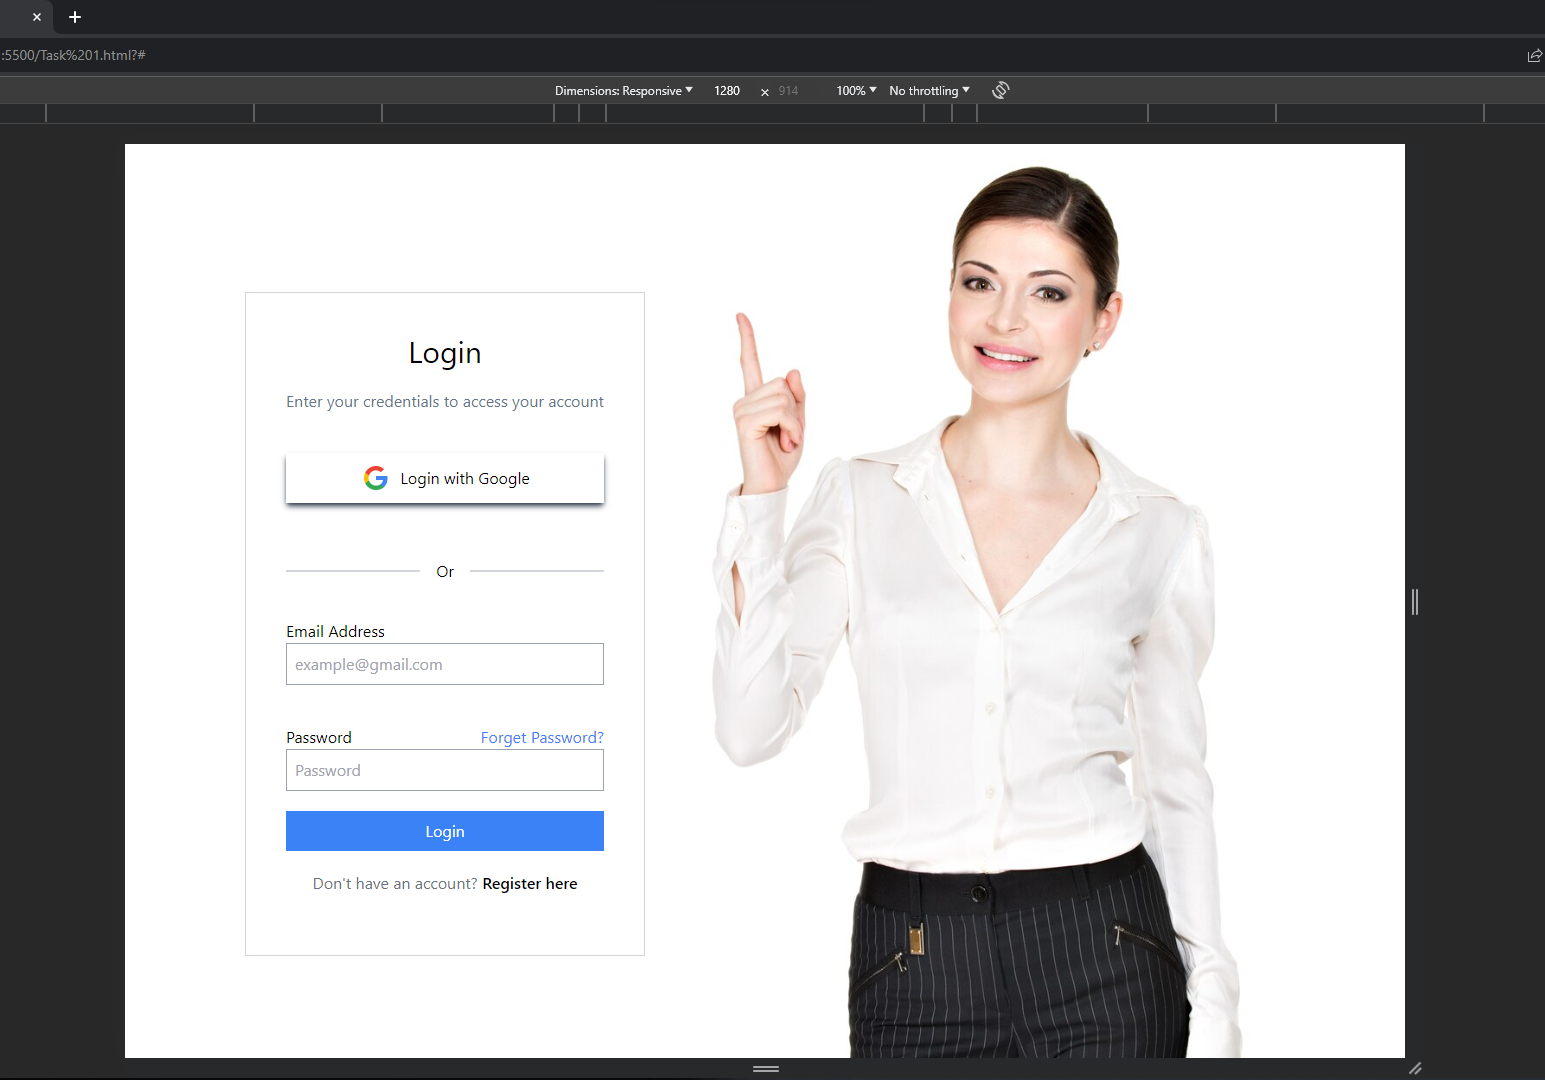 :5500/Task%201.html?#
Dimensions: Responsive 1280 × 914 100% No throttling
Login
Enter your credentials to access your account
Login with Google
Or
Email Address
example@gmail.com
Password Forget Password?
Password
Login
Don't have an account? Register here